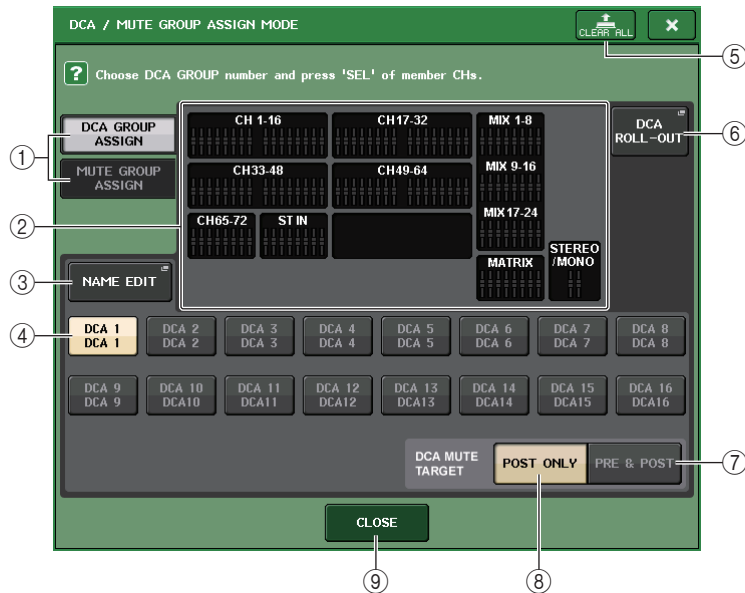 DCA / MUTE GROUP ASSIGN MODE
CLEAR ALL
×
5
? Choose DCA GROUP number and press 'SEL' of member CHs.
1
DCA GROUP
ASSIGN
MUTE GROUP
ASSIGN
2
CH 1-16
CH17-32
MIX 1-8
CH33-48
CH49-64
MIX 9-16
CH65-72
ST IN
MIX 17-24
MATRIX
STEREO
/MONO
DCA
ROLL-OUT
6
3
NAME EDIT
4
DCA 1
DCA 1
DCA 2
DCA 2
DCA 3
DCA 3
DCA 4
DCA 4
DCA 5
DCA 5
DCA 6
DCA 6
DCA 7
DCA 7
DCA 8
DCA 8
DCA 9
DCA 9
DCA 10
DCA10
DCA 11
DCA11
DCA 12
DCA12
DCA 13
DCA13
DCA 14
DCA14
DCA 15
DCA15
DCA 16
DCA16
DCA MUTE
TARGET
POST ONLY
PRE & POST
7
CLOSE
9
8